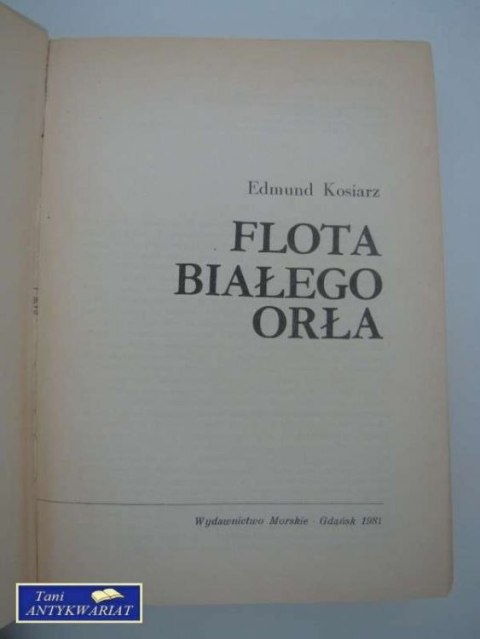 Edmund Kosiarz
FLOTA
BIAŁEGO
ORŁA
Wydawnictwo Morskie · Gdańsk 1981
Tani
ANTYKWARIAT